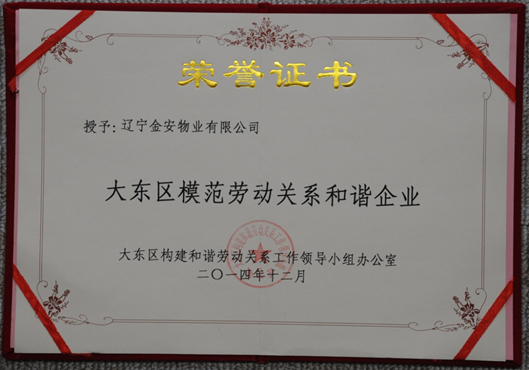 荣誉证书
授予：辽宁金安物业有限公司
大东区模范劳动关系和谐企业
大东区构建和谐劳动关系工作领导小组办公室
二〇一四年十二月